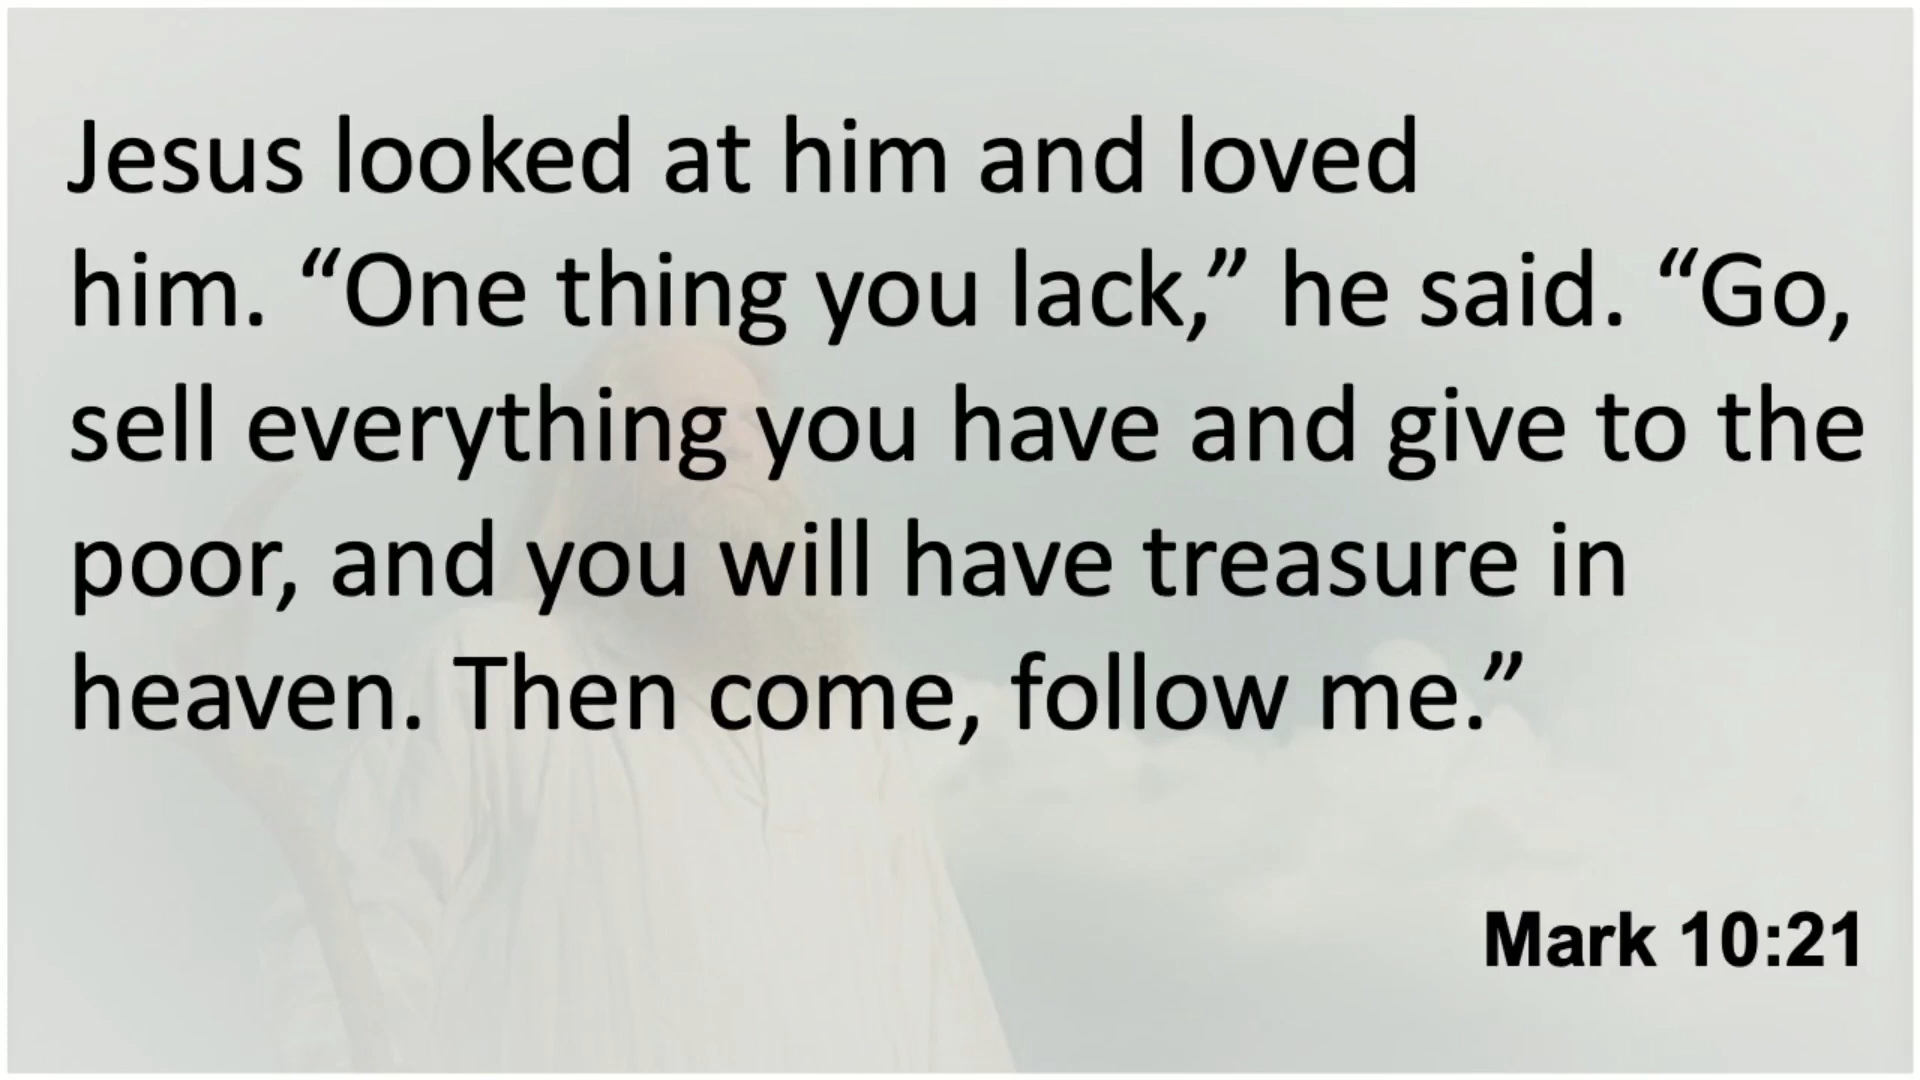 Jesus looked at him and loved
him. “One thing you lack,” he said. “Go,
sell everything you have and give to the
poor, and you will have treasure in
heaven. Then come, follow me.”
Mark 10:21